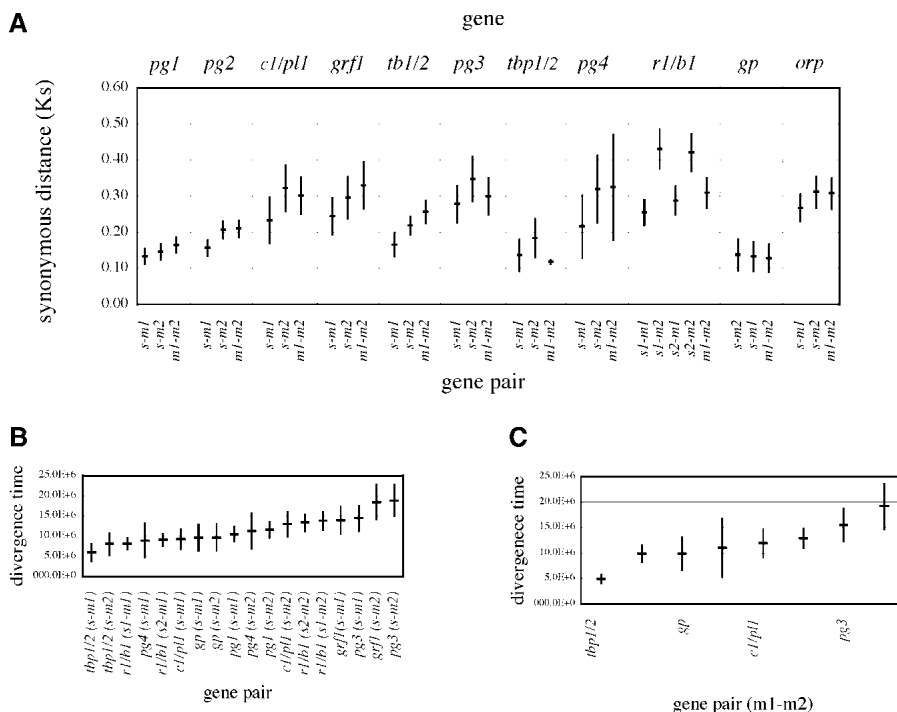 A
gene
pg1 pg2 c1/pl1 grf1 tb1/2 pg3 tbp1/2 pg4 r1/b1 gp orp
synonymous distance (Ks)
0.60
0.40
0.30
0.20
0.10
0.00
s-m1 s-m2 m1-m2 s-m1 s-m2 m1-m2 s-m1 s-m2 m1-m2 s-m1 s-m2 m1-m2 s-m1 s-m2 m1-m2 s-m1 s-m2 m1-m2 s-m1 s-m2 m1-m2 s-m1 s-m2 m1-m2 s1-m1 s1-m2 s2-m1 s2-m2 m1-m2 s-m2 s-m1 m1-m2 s-m1 s-m2 m1-m2
gene pair
B
divergence time
25.0E+6
20.0E+6
15.0E+6
10.0E+6
5.0E+6
000.0E+0
tbp1/2 (s-m1)
tbp1/2 (s-m2)
r1/b1 (s1-m1)
pg4 (s-m1)
r1/b1 (s2-m1)
c1/pl1 (s-m1)
gp (s-m1)
gp (s-m2)
pg1 (s-m1)
pg4 (s-m2)
pg1 (s-m2)
c1/pl1 (s-m2)
r1/b1 (s2-m2)
r1/b1 (s1-m2)
grf1(s-m1)
pg3 (s-m1)
grf1 (s-m2)
pg3 (s-m2)
gene pair
C
divergenece time
25.0E+6
20.0E+6
15.0E+6
10.0E+6
5.0E+6
000.0E+0
tbp1/2
gp
c1/pl1
pg3
gene pair (m1-m2)